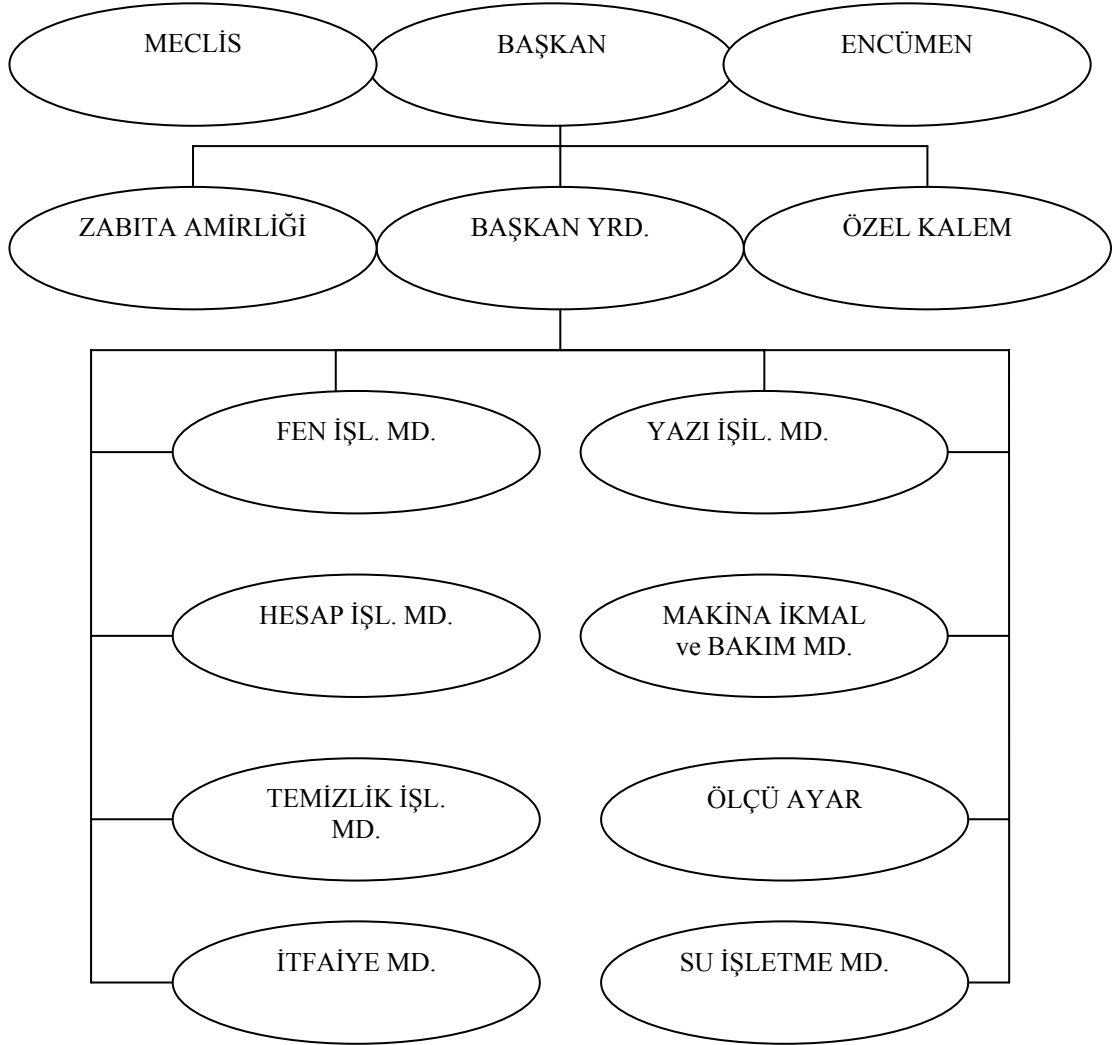 MECLİS
BAŞKAN
ENCÜMEN
ZABITA AMİRLİĞİ
BAŞKAN YRD.
ÖZEL KALEM
FEN İŞL. MD.
YAZI İŞİL. MD.
HESAP İŞL. MD.
MAKİNA İKMAL
ve BAKIM MD.
TEMİZLİK İŞL.
MD.
ÖLÇÜ AYAR
İTFAİYE MD.
SU İŞLETME MD.